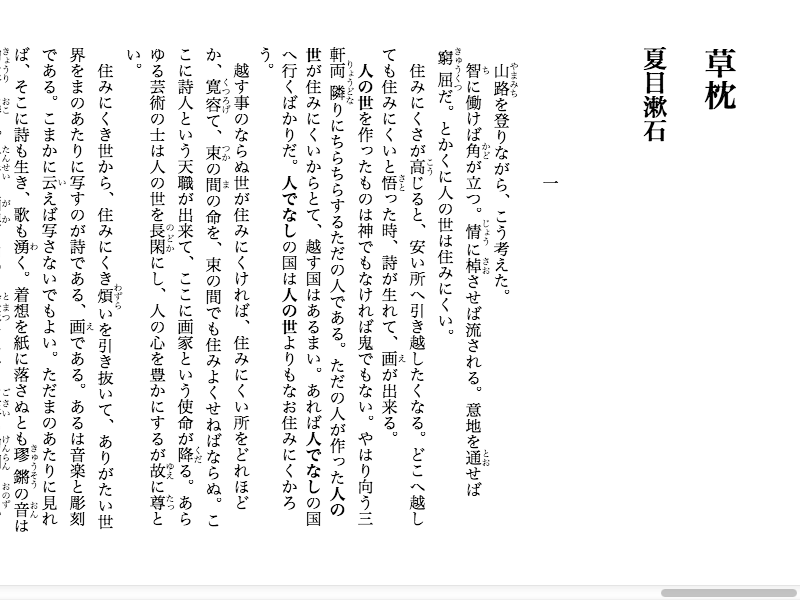 草枕
夏目漱石
一
山路を登りながら、こう考えた。
智に働けば角が立つ。情に棹させば流される。意地を通せば
窮屈だ。とかくに人の世は住みにくい。
住みにくさが高じると、安い所へ引き越したくなる。どこへ越し
ても住みにくいと悟った時、詩が生れて、画が出来る。
人の世を作ったものは神でもなければ鬼でもない。やはり向う三
軒両隣りにちらちらするただの人である。ただの人が作った人の
世が住みにくいからとて、越す国はあるまい。あれば人でなしの国
へ行くばかりだ。人でなしの国は人の世よりもなお住みにくかろ
う。
越す事のならぬ世が住みにくければ、住みにくい所をどれほど
か、寛容て、束の間の命を、束の間でも住みよくせねばならぬ。こ
こに詩人という天職が出来て、ここに画家という使命が降る。あら
ゆる芸術の士は人の世を長閑にし、人の心を豊かにするが故に尊と
い。
住みにくき世から、住みにくき煩いを引き抜いて、ありがたい世
界をまのあたりに写すのが詩である、画である。あるは音楽と彫刻
である。こまかに云えば写さないでもよい。ただまのあたりに見れ
ば、そこに詩も生き、歌も湧く。着想を紙に落さぬとも璆鏘の音は